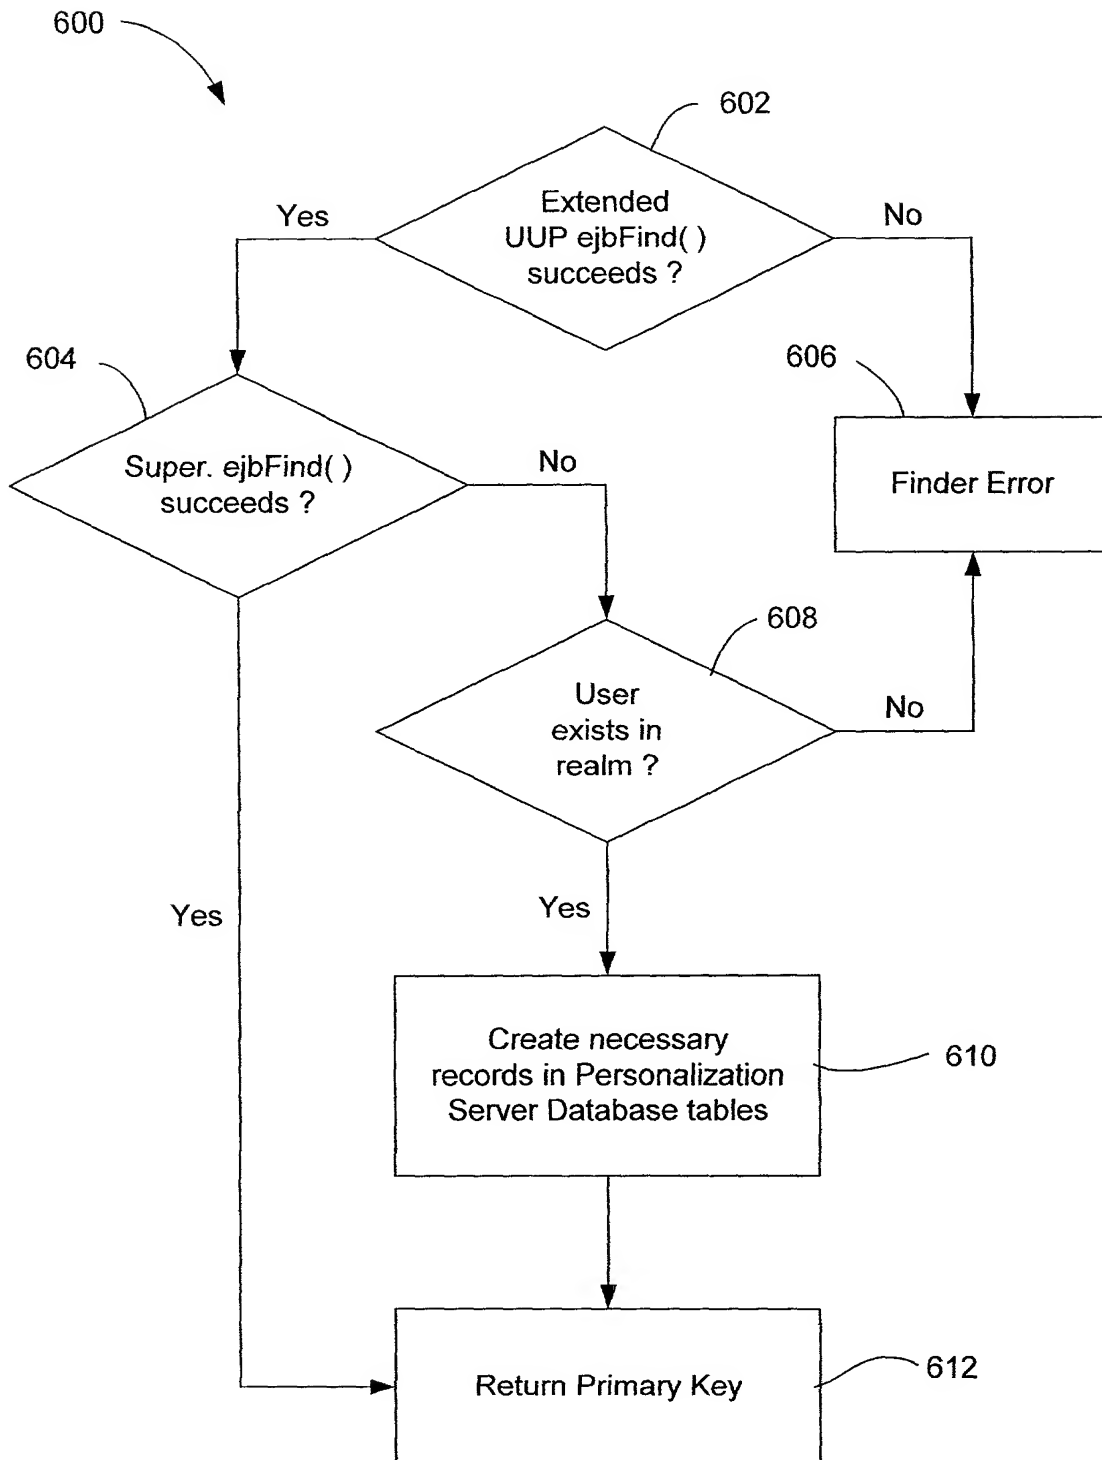 600
602
Extended
UUP ejbFind( )
succeeds ?
Yes
No
604
Super. ejbFind( )
succeeds ?
No
606
Finder Error
608
User
exists in
realm ?
No
Yes
Yes
Create necessary
records in Personalization
Server Database tables
610
Return Primary Key
612